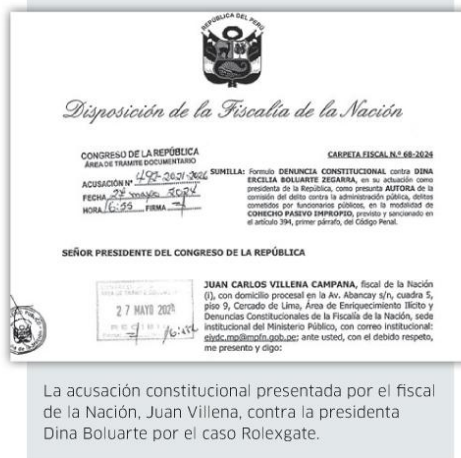 REPÚBLICA DEL PERÚ
Disposición de la Fiscalía de la Nación
CONGRESO DE LA REPÚBLICA
ÁREA DE TRÁMITE DOCUMENTARIO
ACUSACIÓN N° 492-2021-2026
FECHA 27 mayo 2024
HORA 16:55 FIRMA
CARPETA FISCAL N.° 68-2024
SUMILLA: Formulo DENUNCIA CONSTITUCIONAL contra DINA
ERCILIA BOLUARTE ZEGARRA, en su actuación como
presidenta de la República, como presunta AUTORA de la
comisión del delito contra la administración pública, delitos
cometidos por funcionarios públicos, en la modalidad de
COHECHO PASIVO IMPROPIO, previsto y sancionado en
el artículo 394, primer párrafo, del Código Penal.
SEÑOR PRESIDENTE DEL CONGRESO DE LA REPÚBLICA
27 MAYO 2024
JUAN CARLOS VILLENA CAMPANA, fiscal de la Nación
(i), con domicilio procesal en la Av. Abancay s/n, cuadra 5,
piso 9, Cercado de Lima, Área de Enriquecimiento Ilícito y
Denuncias Constitucionales de la Fiscalía de la Nación, sede
institucional del Ministerio Público, con correo institucional:
eiydc.mp@mpfn.gob.pe; ante usted, con el debido respeto,
me presento y digo:
La acusación constitucional presentada por el fiscal
de la Nación, Juan Villena, contra la presidenta
Dina Boluarte por el caso Rolexgate.